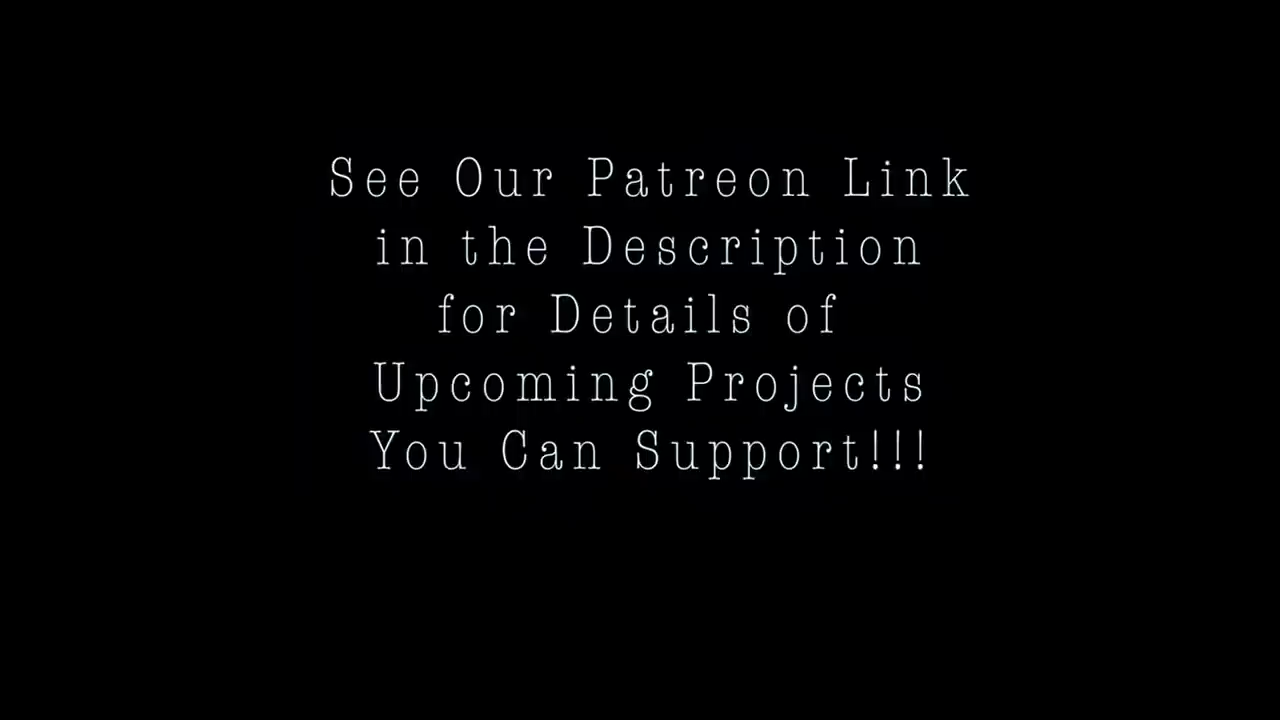 See Our Patreon Link
in the Description
for Details of
Upcoming Projects
You Can Support!!!